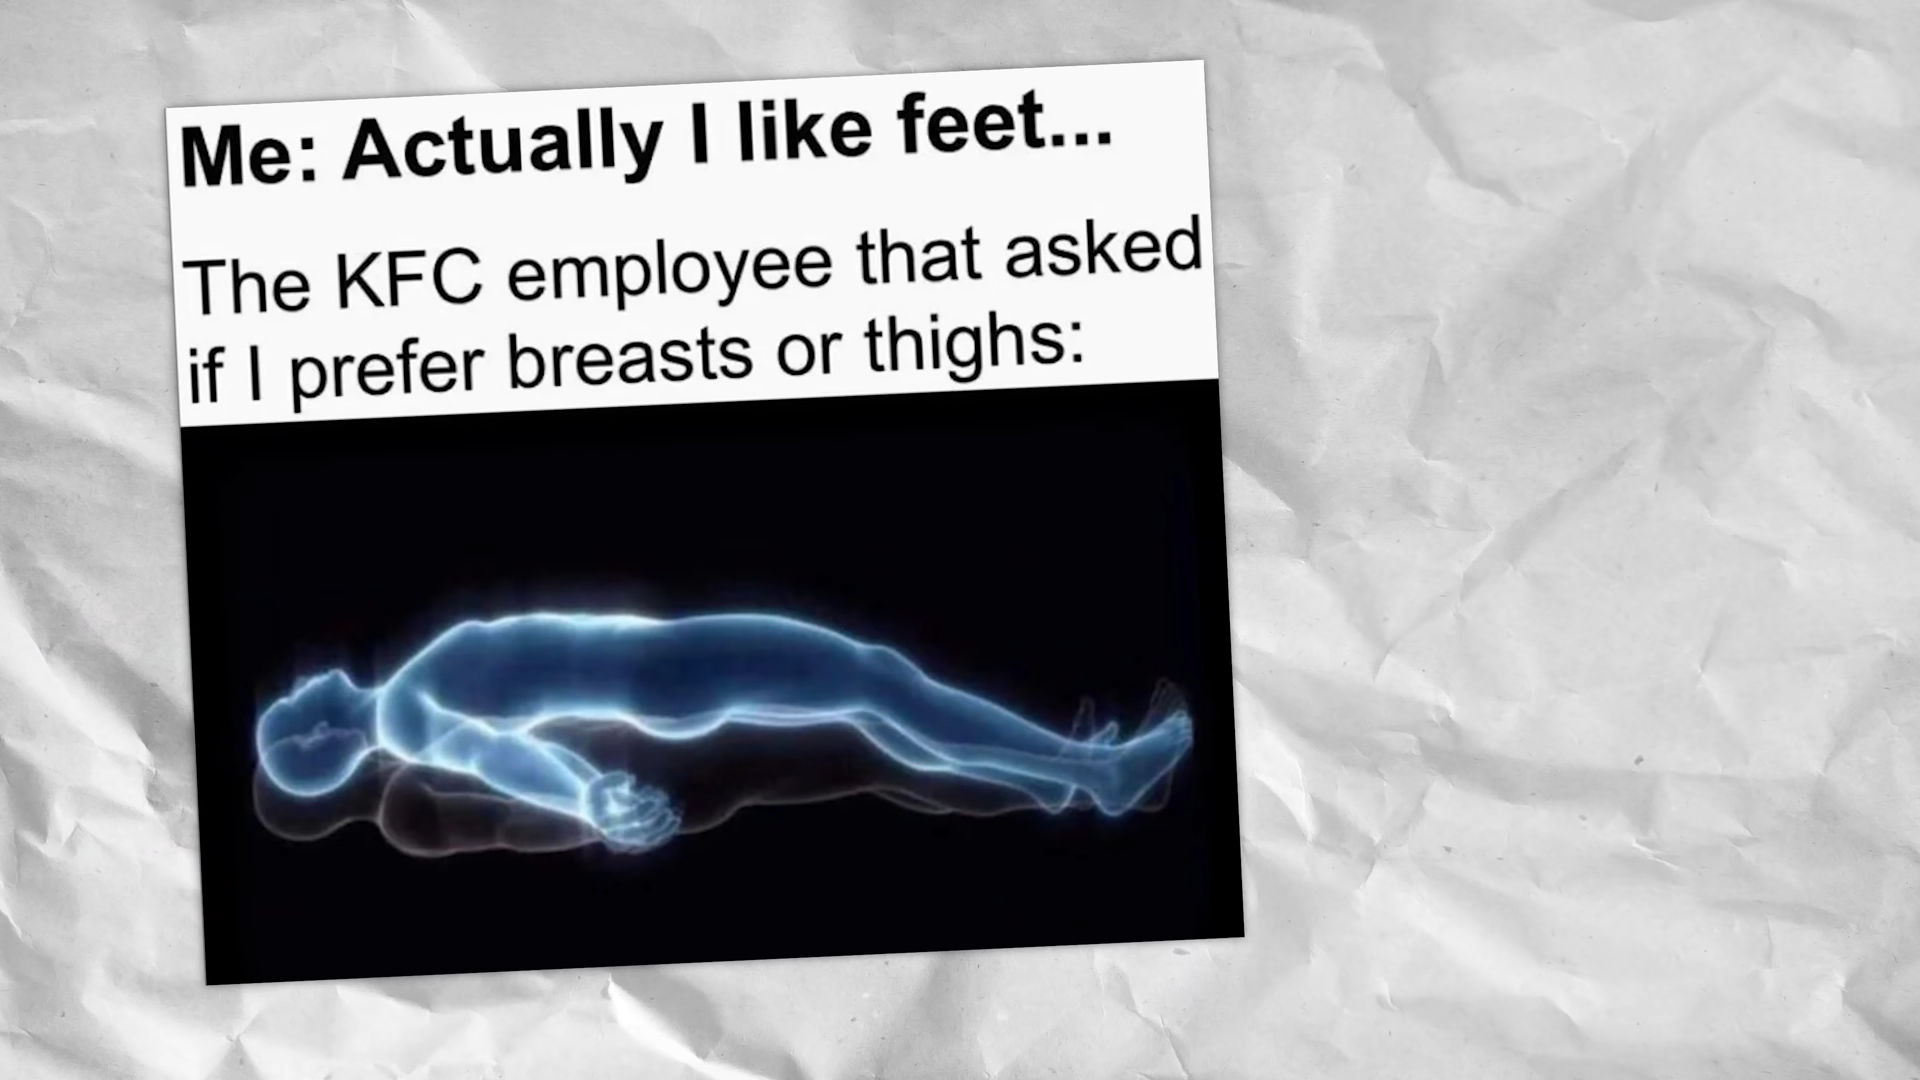 Me: Actually I like feet...
The KFC employee that asked
if I prefer breasts or thighs: